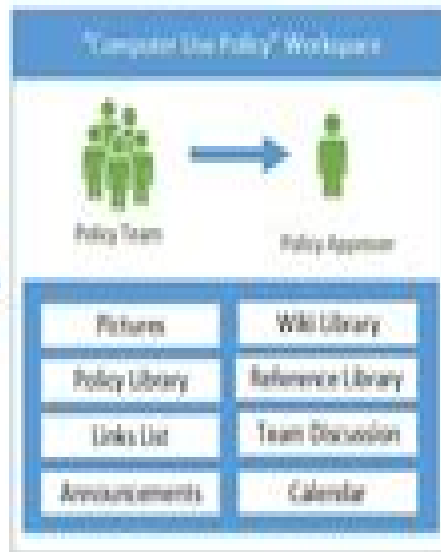 "Computer Use Policy" Workspace
Policy Team
Policy Approver
Pictures
Wiki Library
Policy Library
Reference Library
Links List
Team Discussion
Announcements
Calendar